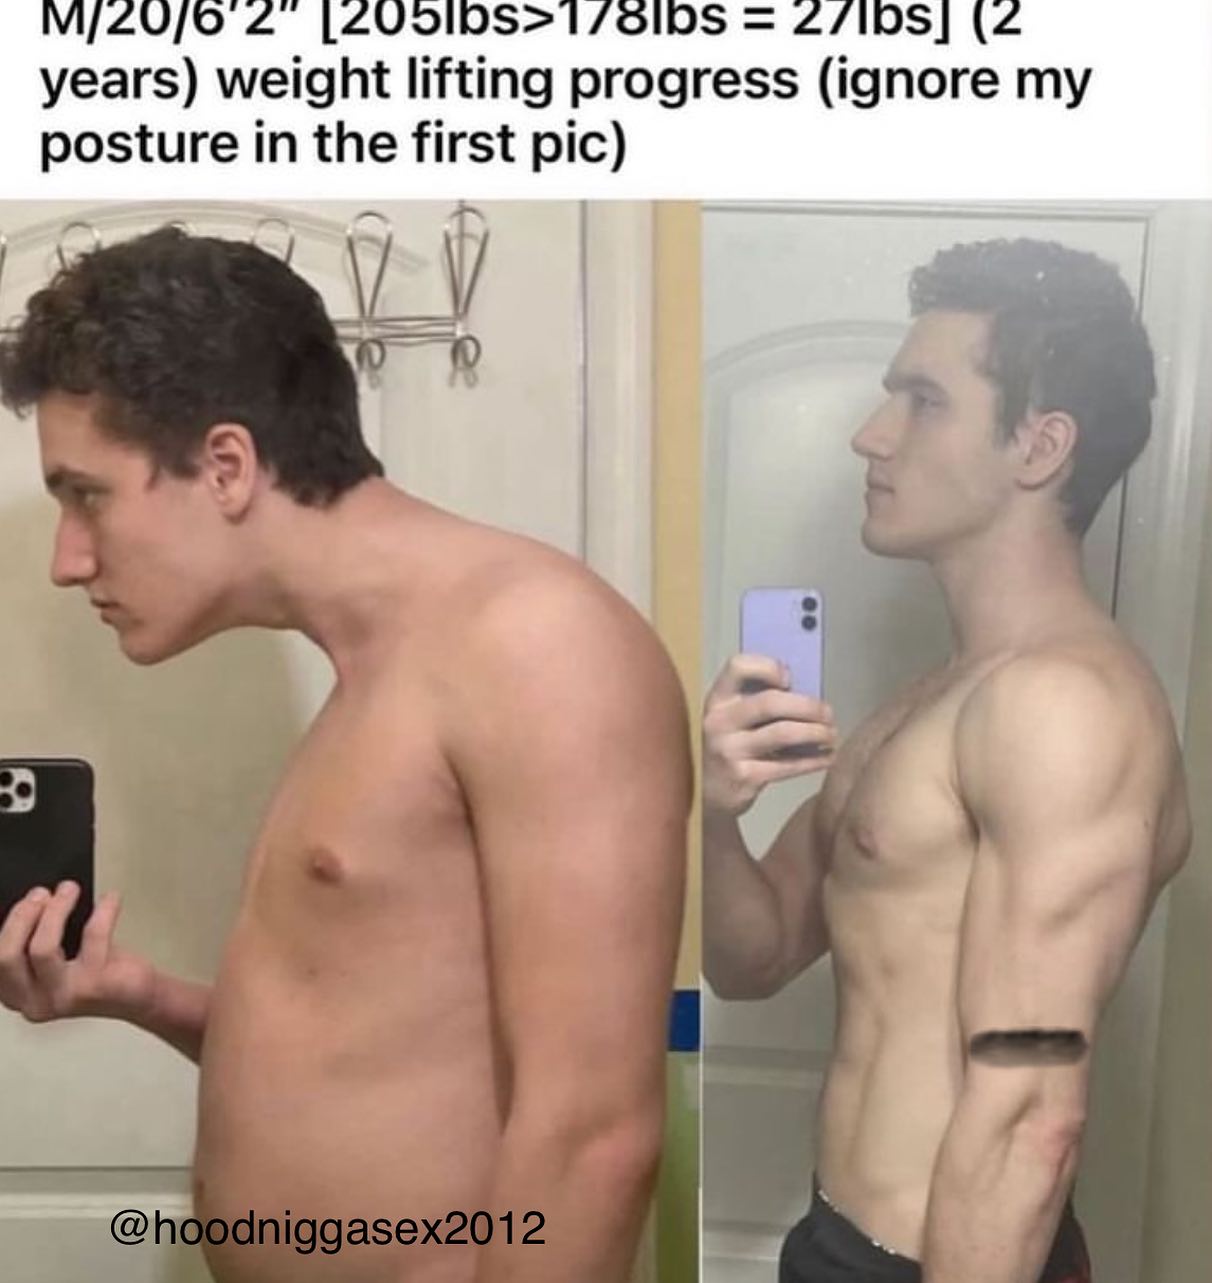 M/20/6'2" [205lbs>178lbs = 27lbs] (2
years) weight lifting progress (ignore my
posture in the first pic)
@hoodniggasex2012